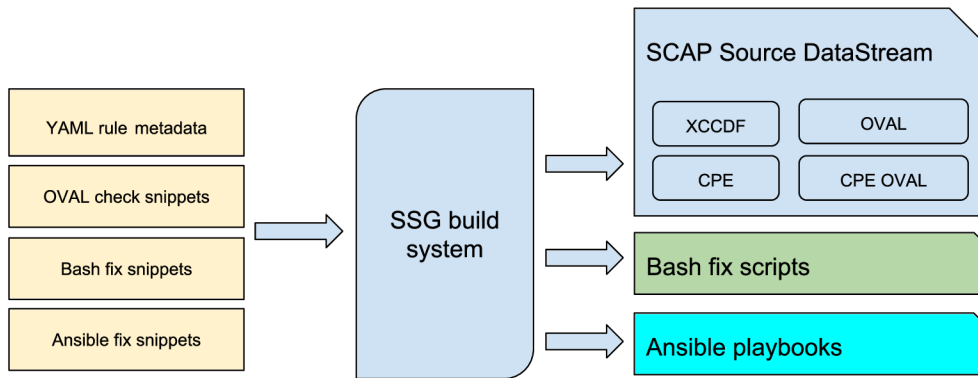 YAML rule metadata
OVAL check snippets
Bash fix snippets
Ansible fix snippets
SSG build
system
SCAP Source DataStream
XCCDF
OVAL
CPE
CPE OVAL
Bash fix scripts
Ansible playbooks